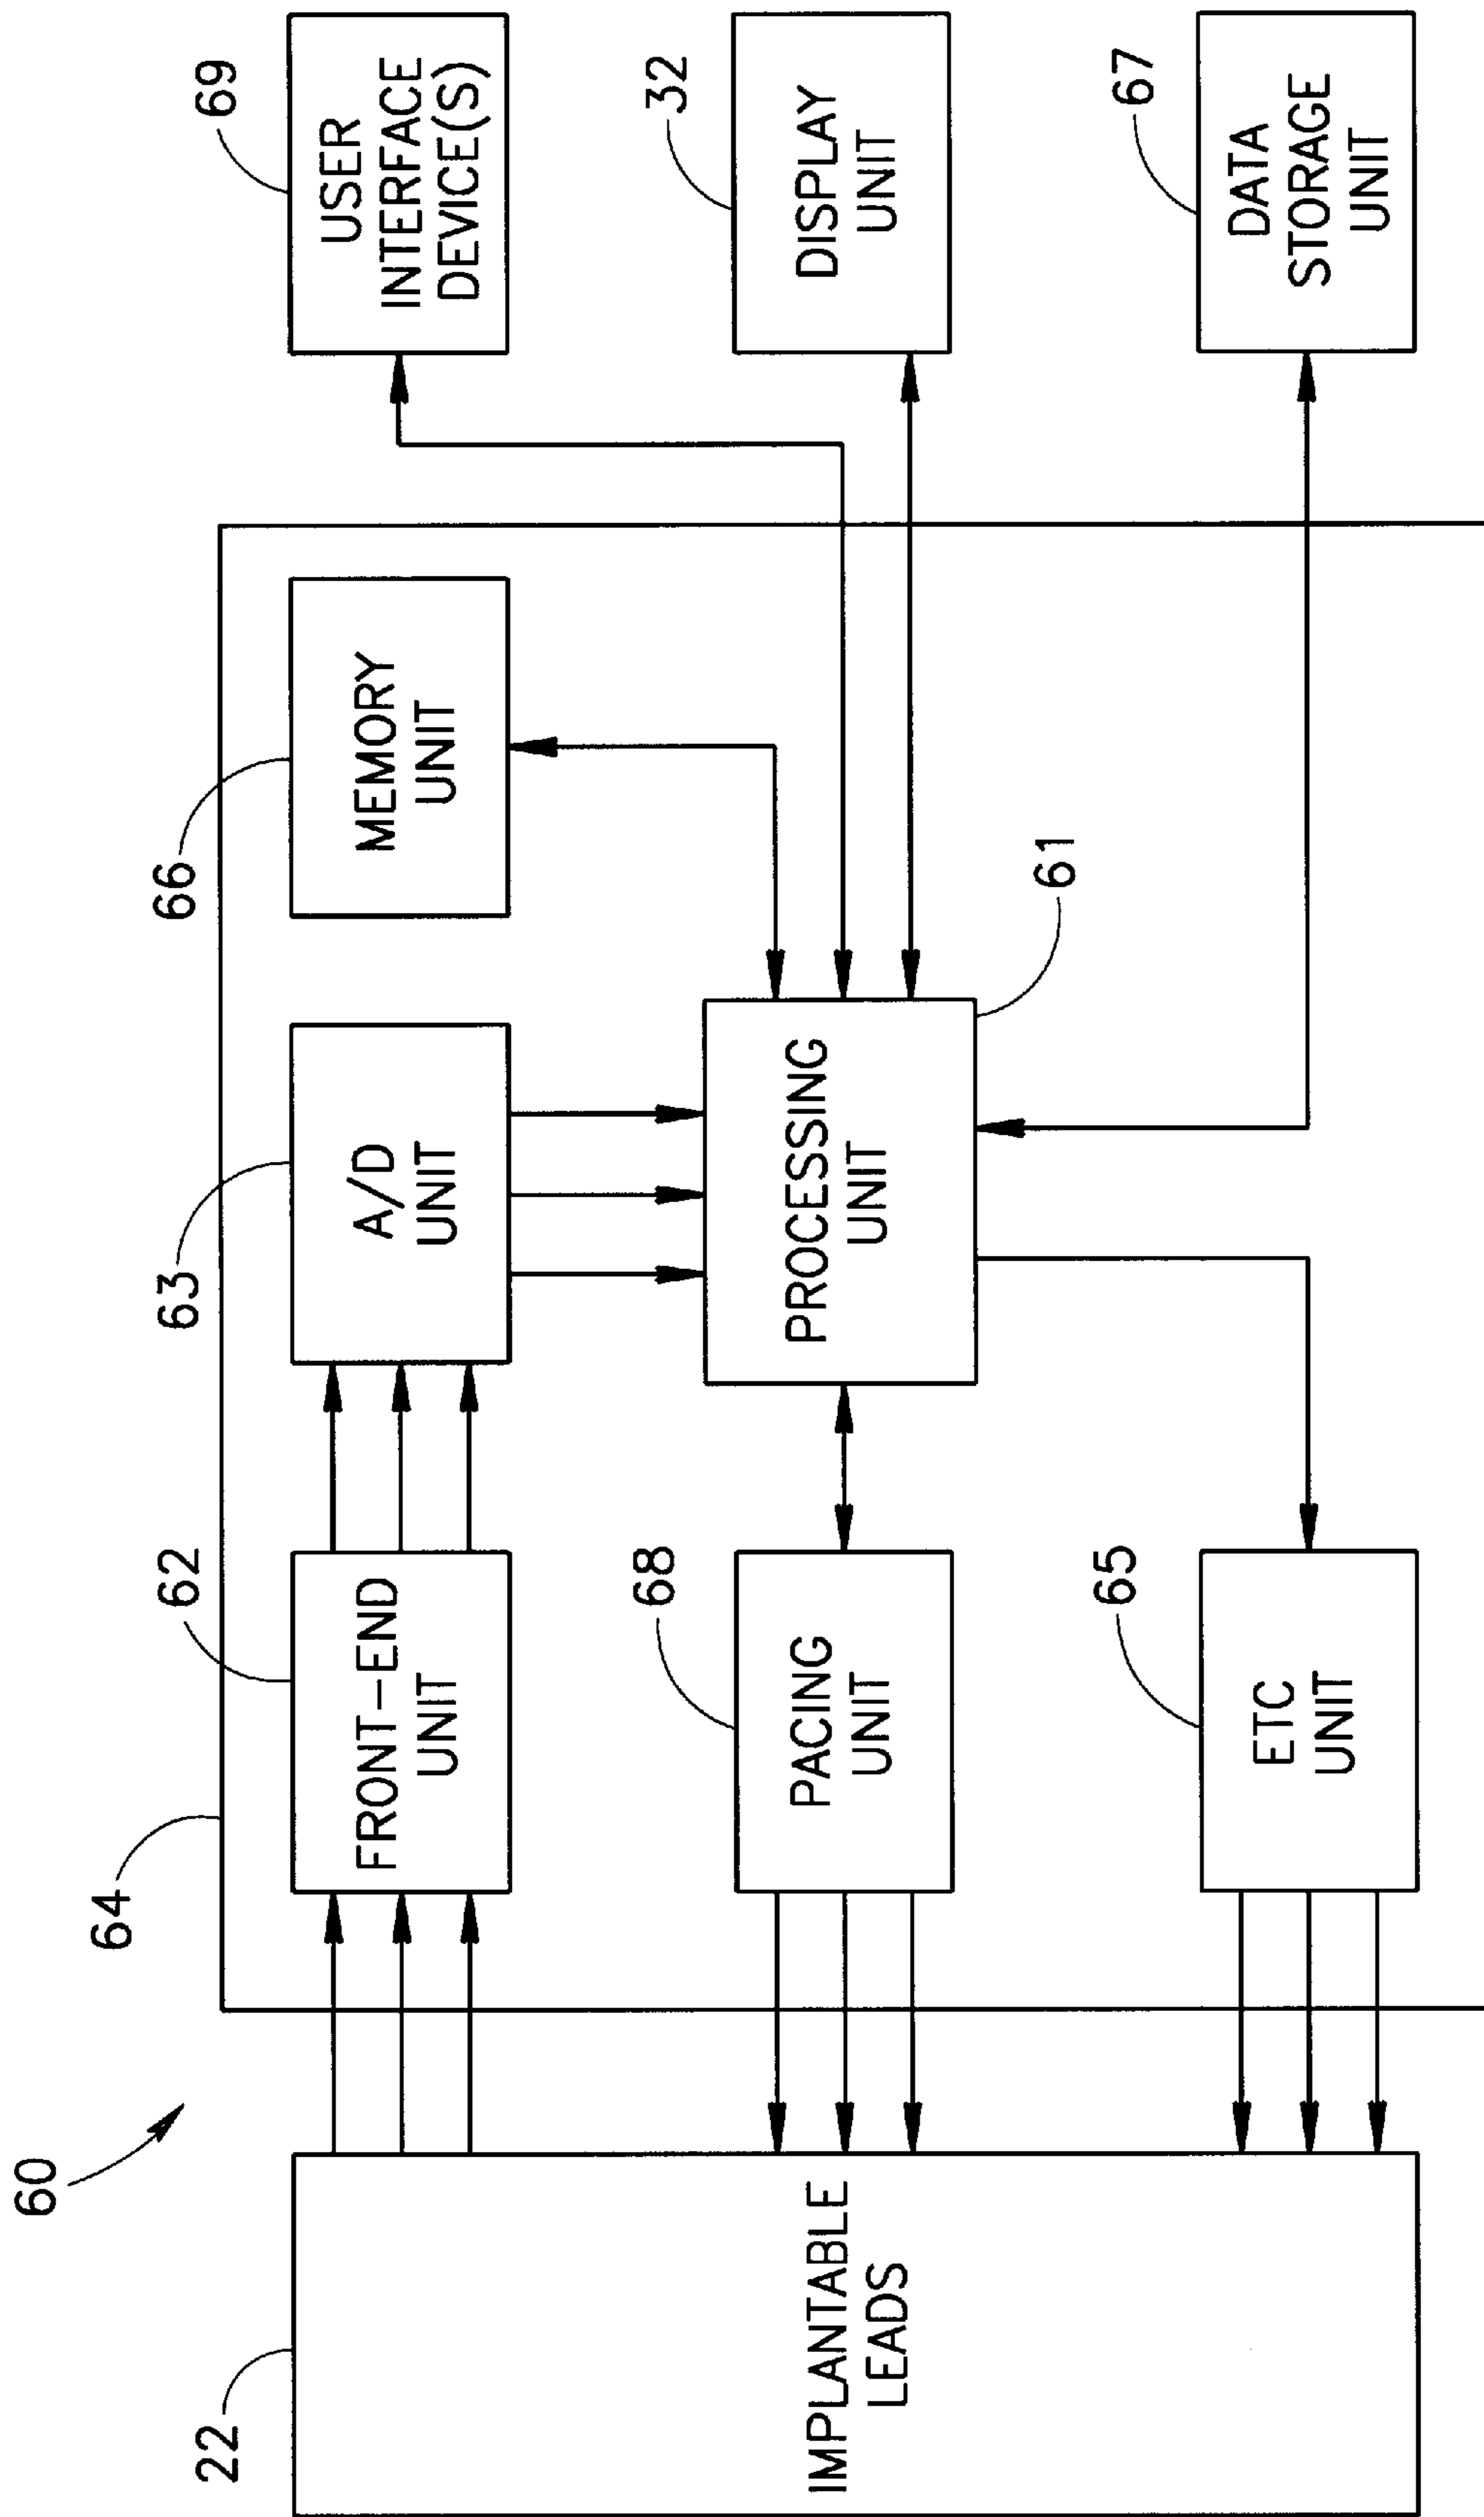 60
22
IMPLANTABLE
LEADS
64
62
FRONT-END
UNIT
63
A/D
UNIT
66
MEMORY
UNIT
69
USER
INTERFACE
DEVICE(S)
68
PACING
UNIT
61
PROCESSING
UNIT
32
DISPLAY
UNIT
65
ETC
UNIT
67
DATA
STORAGE
UNIT